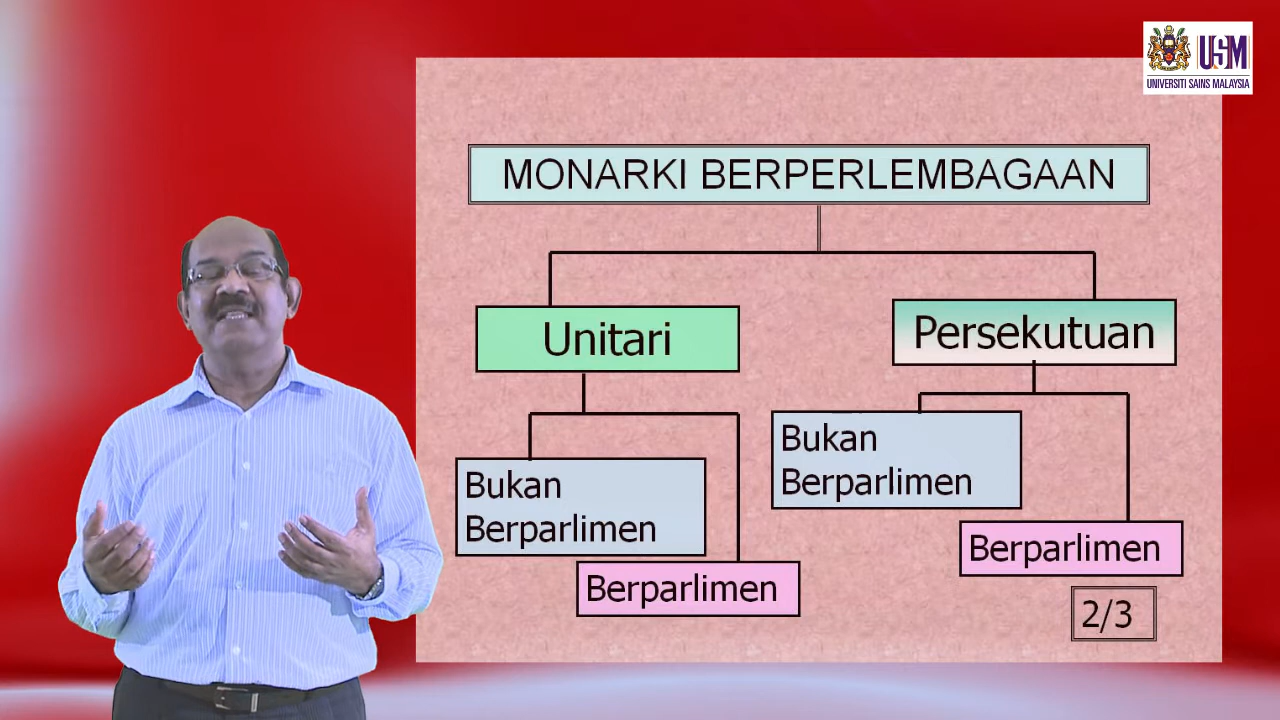 USM
UNIVERSITI SAINS MALAYSIA
MONARKI BERPERLEMBAGAAN
Unitari
Persekutuan
Bukan
Berparlimen
Berparlimen
Bukan
Berparlimen
Berparlimen
2/3